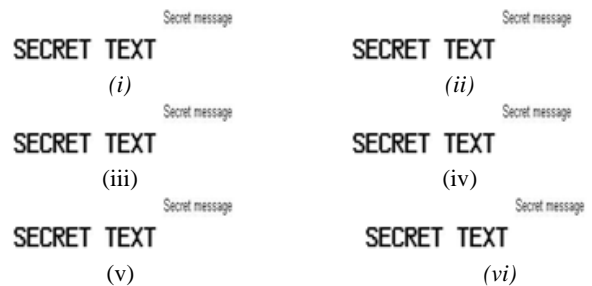 Secret message Secret message
SECRET TEXT SECRET TEXT
(i) (ii)
Secret message Secret message
SECRET TEXT SECRET TEXT
(iii) (iv)
Secret message Secret message
SECRET TEXT SECRET TEXT
(v) (vi)